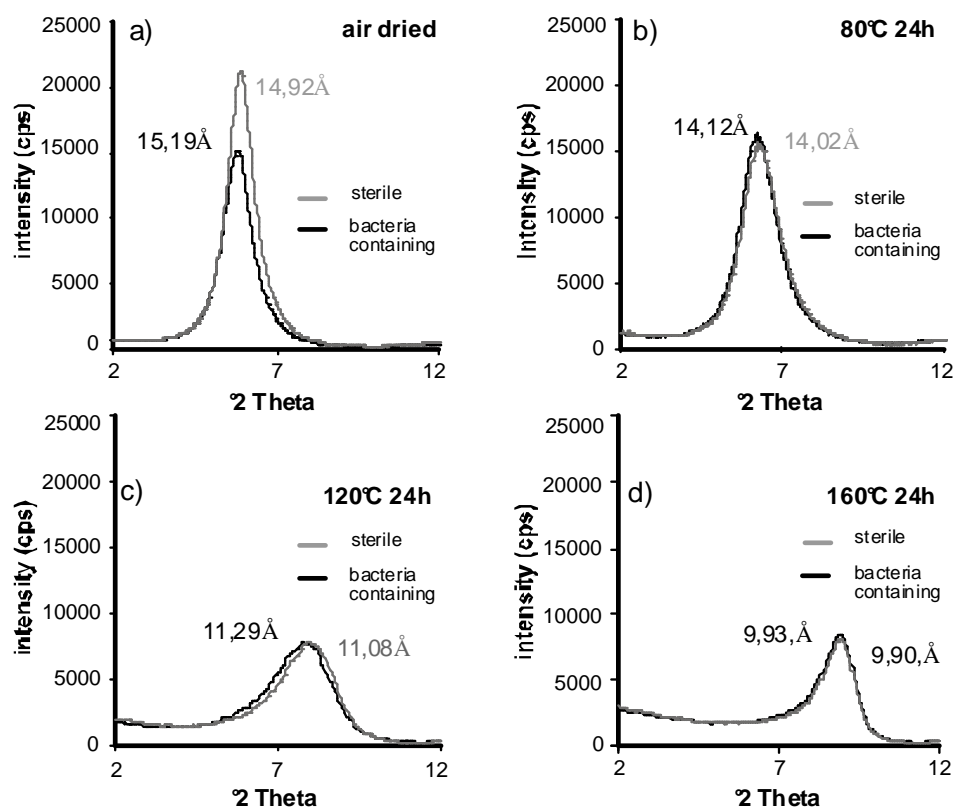 a)
air dried
25000
20000
15000
10000
5000
0
intensity (cps)
14,92Å
15,19Å
sterile
bacteria
containing
2
7
12
°2 Theta
b)
80°C 24h
25000
20000
15000
10000
5000
0
Intensity (cps)
14,12Å
14,02Å
sterile
bacteria
containing
2
7
12
°2 Theta
c)
120°C 24h
25000
20000
15000
10000
5000
0
intensity (cps)
sterile
bacteria
containing
11,29Å
11,08Å
2
7
12
°2 Theta
d)
160°C 24h
25000
20000
15000
10000
5000
0
intensity (cps)
sterile
bacteria
containing
9,93,Å
9,90,Å
2
7
12
°2 Theta